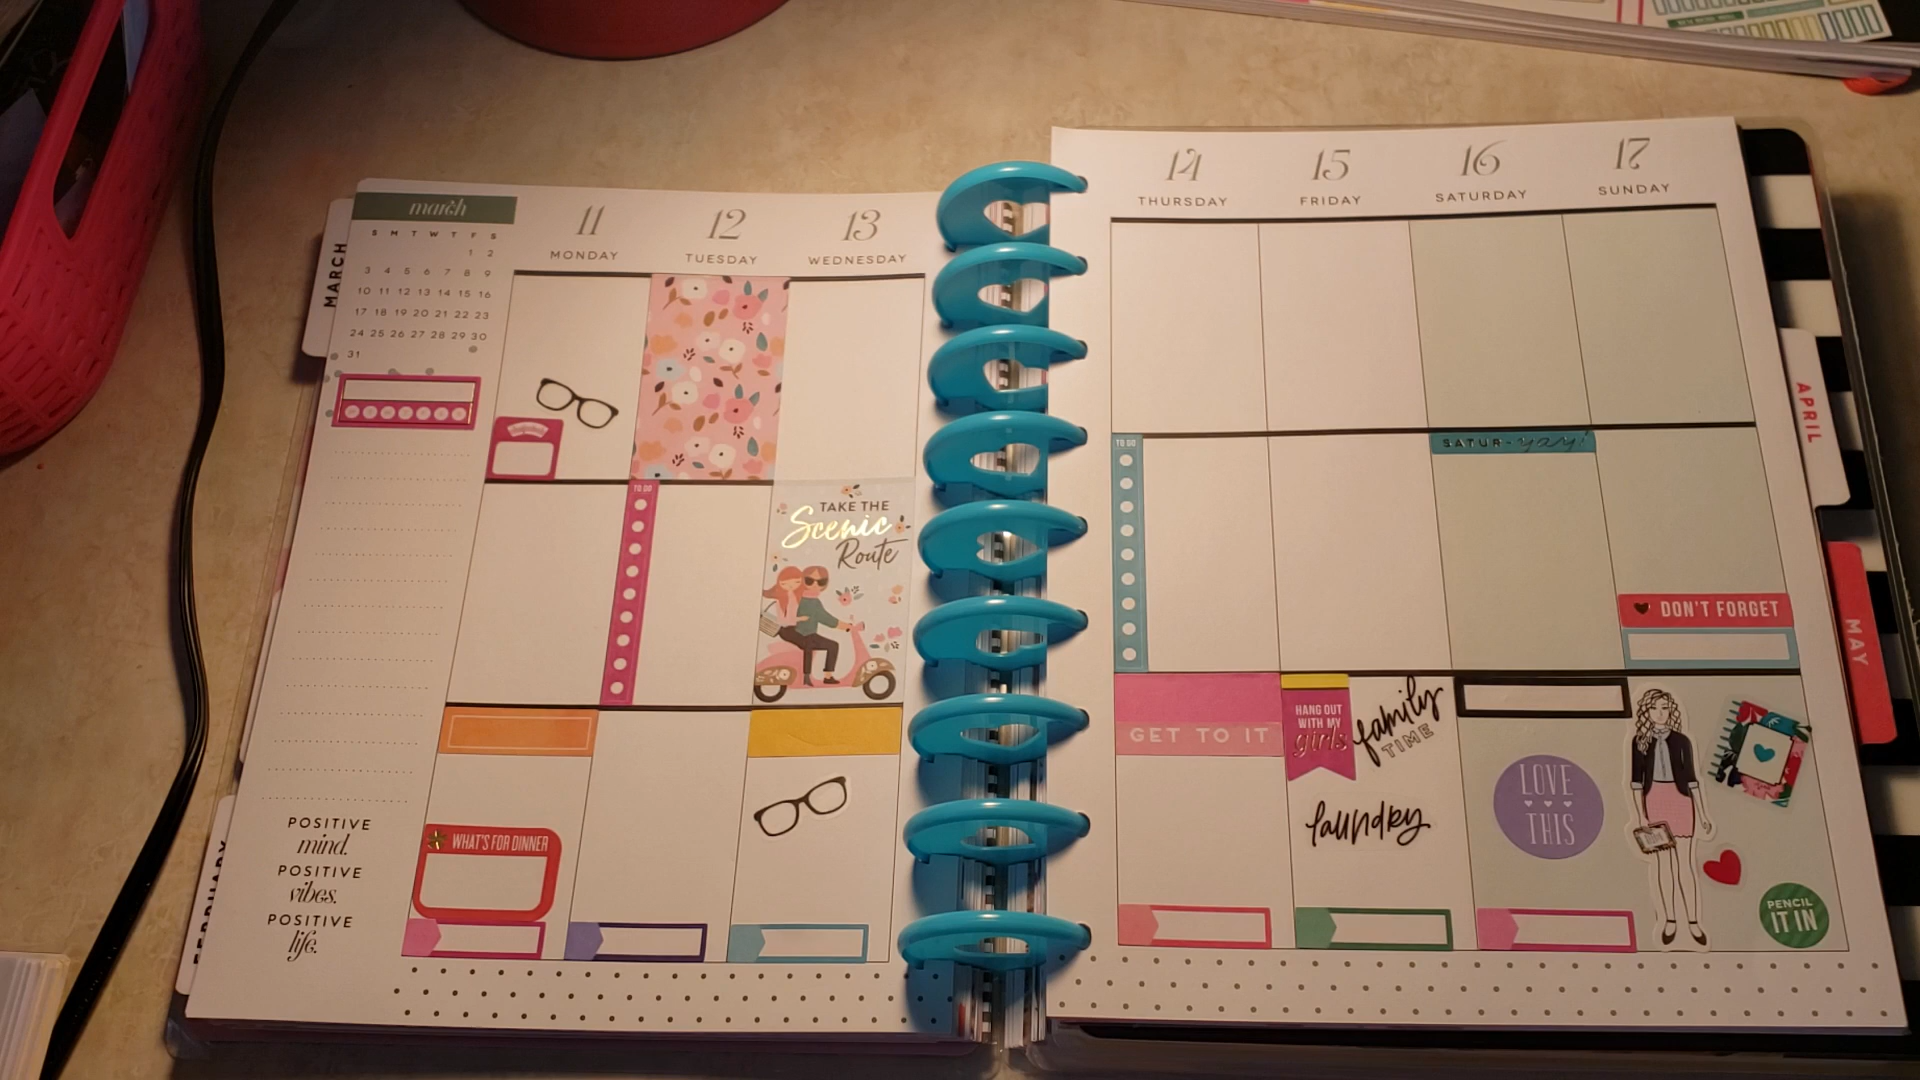 march
S M T W T F S
1 2
3 4 5 6 7 8 9
10 11 12 13 14 15 16
17 18 19 20 21 22 23
24 25 26 27 28 29 30
31
MARCH
FEBRUARY
POSITIVE
mind.
POSITIVE
vibes.
POSITIVE
life.
11
MONDAY
12
TUESDAY
13
WEDNESDAY
TO DO
TAKE THE
Scenic
Route
WHAT'S FOR DINNER
14
THURSDAY
15
FRIDAY
16
SATURDAY
17
SUNDAY
TO DO
SATUR-yay!
DON'T FORGET
GET TO IT
HANG OUT
WITH MY
girls
family
TIME
laundry
LOVE
THIS
PENCIL
IT IN
APRIL
MAY